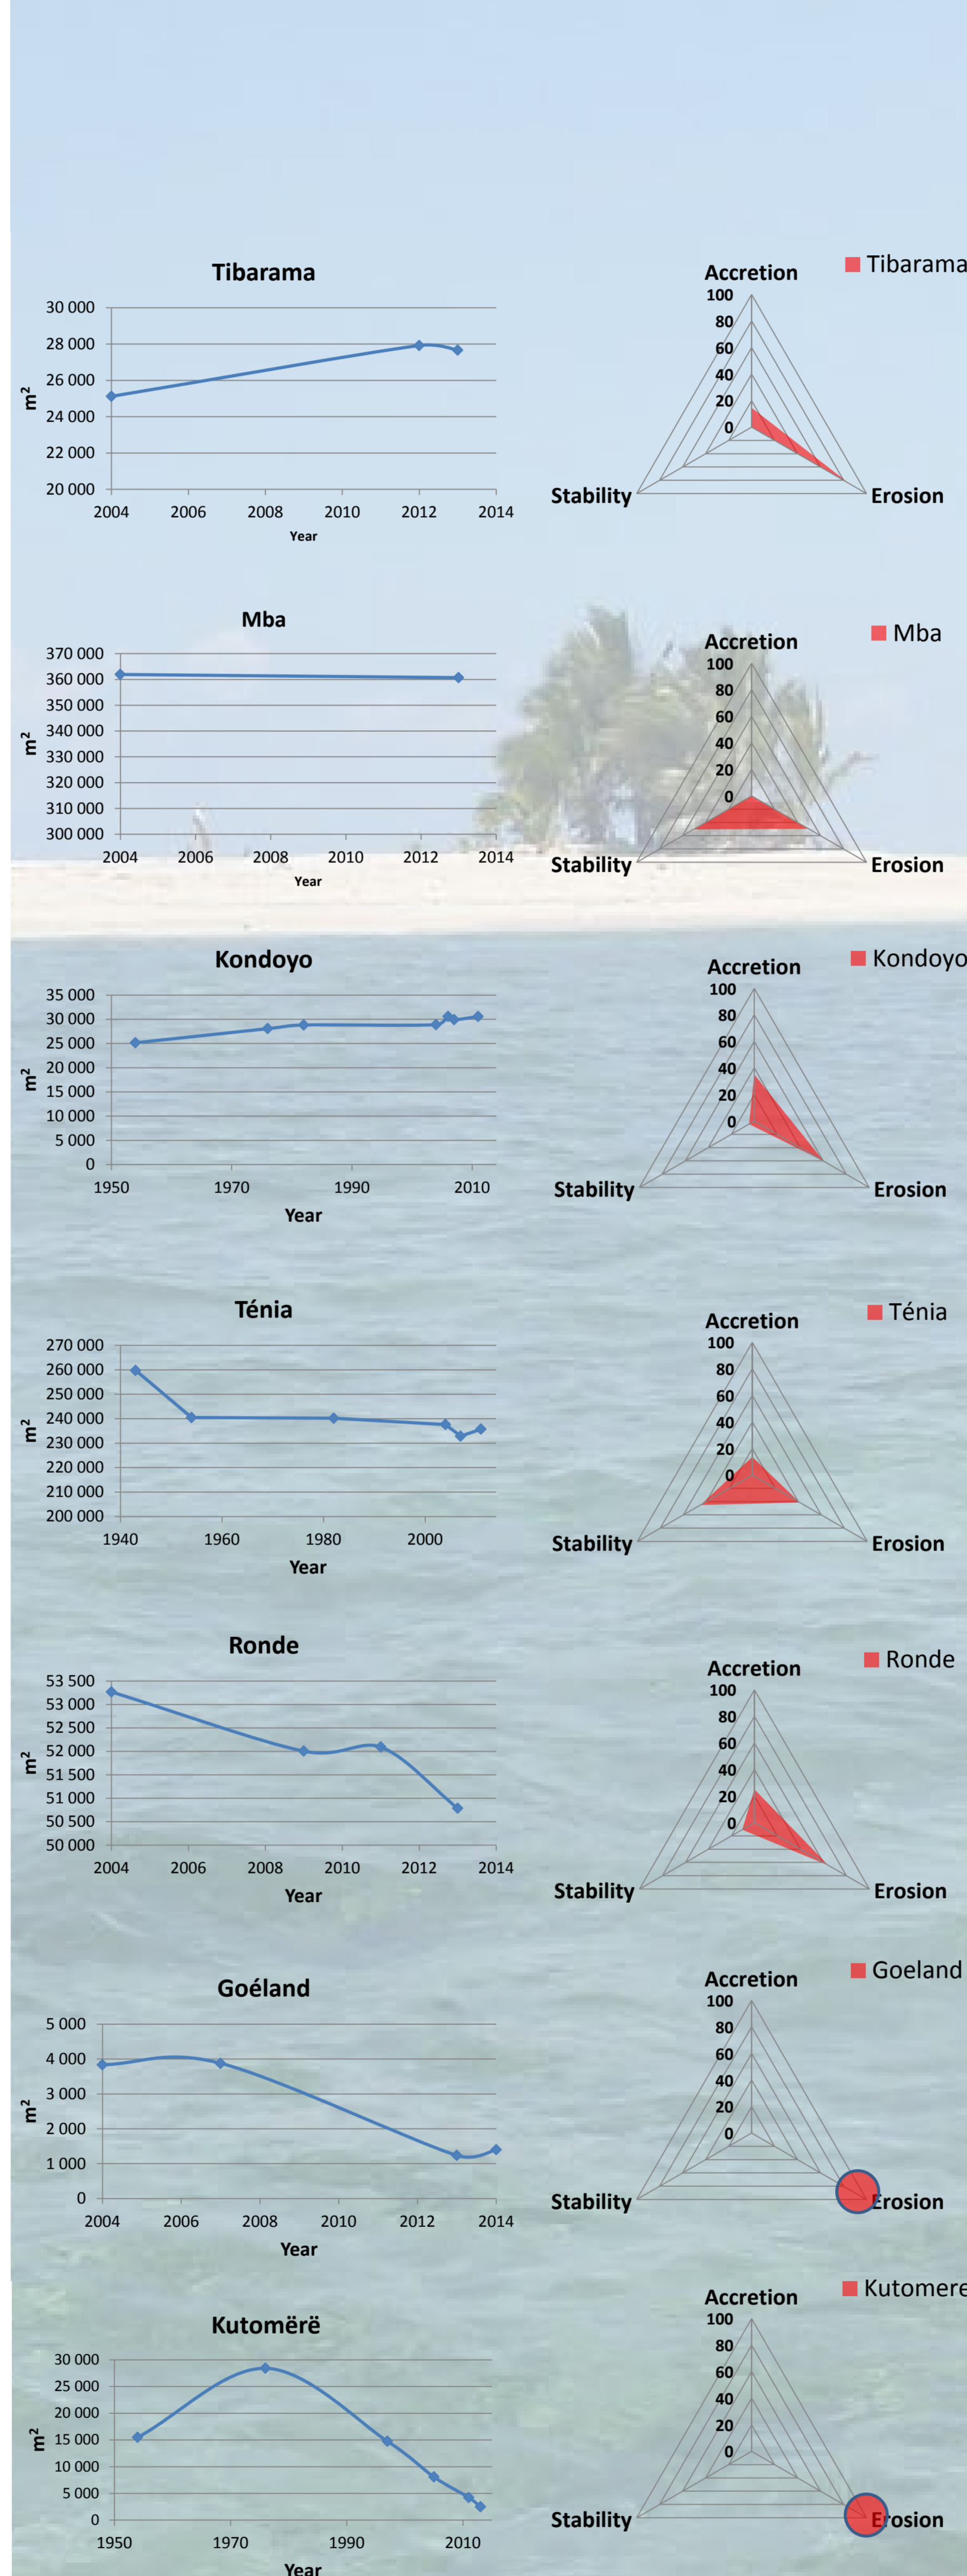 Tibarama
30 000
28 000
26 000
24 000
22 000
20 000
m²
2004 2006 2008 2010 2012 2014
Year
Tibarama
Accretion
100
80
60
40
20
0
Stability Erosion
Mba
370 000
360 000
350 000
340 000
330 000
320 000
310 000
300 000
m²
2004 2006 2008 2010 2012 2014
Year
Mba
Accretion
100
80
60
40
20
0
Stability Erosion
Kondoyo
35 000
30 000
25 000
20 000
15 000
10 000
5 000
0
m²
1950 1970 1990 2010
Year
Kondoyo
Accretion
100
80
60
40
20
0
Stability Erosion
Ténia
270 000
260 000
250 000
240 000
230 000
220 000
210 000
200 000
m²
1940 1960 1980 2000
Year
Ténia
Accretion
100
80
60
40
20
0
Stability Erosion
Ronde
53 500
53 000
52 500
52 000
51 500
51 000
50 500
50 000
m²
2004 2006 2008 2010 2012 2014
Year
Ronde
Accretion
100
80
60
40
20
0
Stability Erosion
Goéland
5 000
4 000
3 000
2 000
1 000
0
m²
2004 2006 2008 2010 2012 2014
Year
Goeland
Accretion
100
80
60
40
20
0
Stability Erosion
Kutomërë
30 000
25 000
20 000
15 000
10 000
5 000
0
m²
1950 1970 1990 2010
Year
Kutomere
Accretion
100
80
60
40
20
0
Stability Erosion